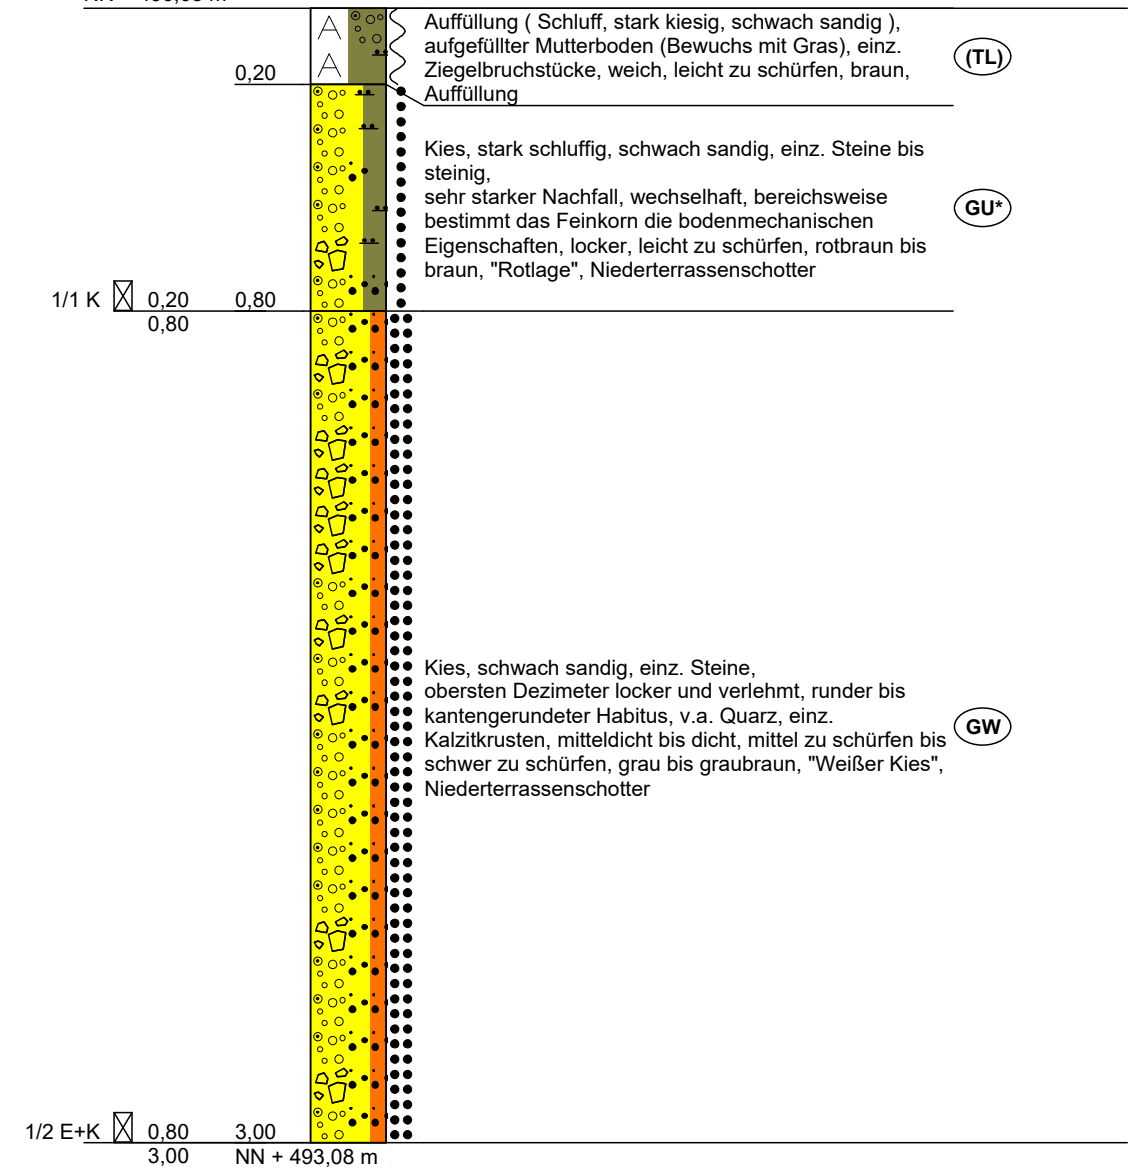 Auffüllung ( Schluff, stark kiesig, schwach sandig ),
aufgefüllter Mutterboden (Bewuchs mit Gras), einz.
Ziegelbruchstücke, weich, leicht zu schürfen, braun,
Auffüllung
(TL)
A
A
0,20
Kies, stark schluffig, schwach sandig, einz. Steine bis
steinig,
sehr starker Nachfall, wechselhaft, bereichsweise
bestimmt das Feinkorn die bodenmechanischen
Eigenschaften, locker, leicht zu schürfen, rotbraun bis
braun, "Rotlage", Niederterrassenschotter
GU*
1/1 K 0,20 0,80
0,80
Kies, schwach sandig, einz. Steine,
obersten Dezimeter locker und verlehmt, runder bis
kantengerundeter Habitus, v.a. Quarz, einz.
Kalzitkrusten, mitteldicht bis dicht, mittel zu schürfen bis
schwer zu schürfen, grau bis graubraun, "Weißer Kies",
Niederterrassenschotter
GW
1/2 E+K 0,80 3,00
3,00 NN + 493,08 m